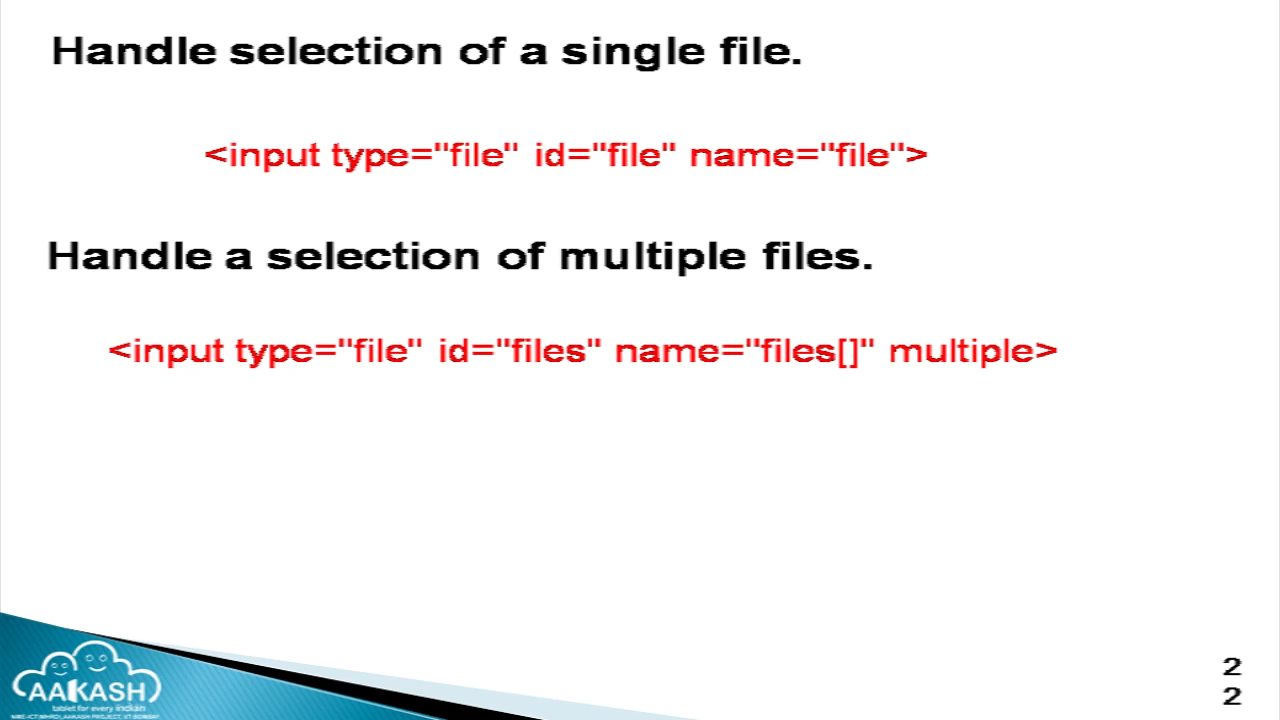 Handle selection of a single file.
<input type="file" id="file" name="file">
Handle a selection of multiple files.
<input type="file" id="files" name="files[]" multiple>
AAKASH
tablet for every indian
2
2